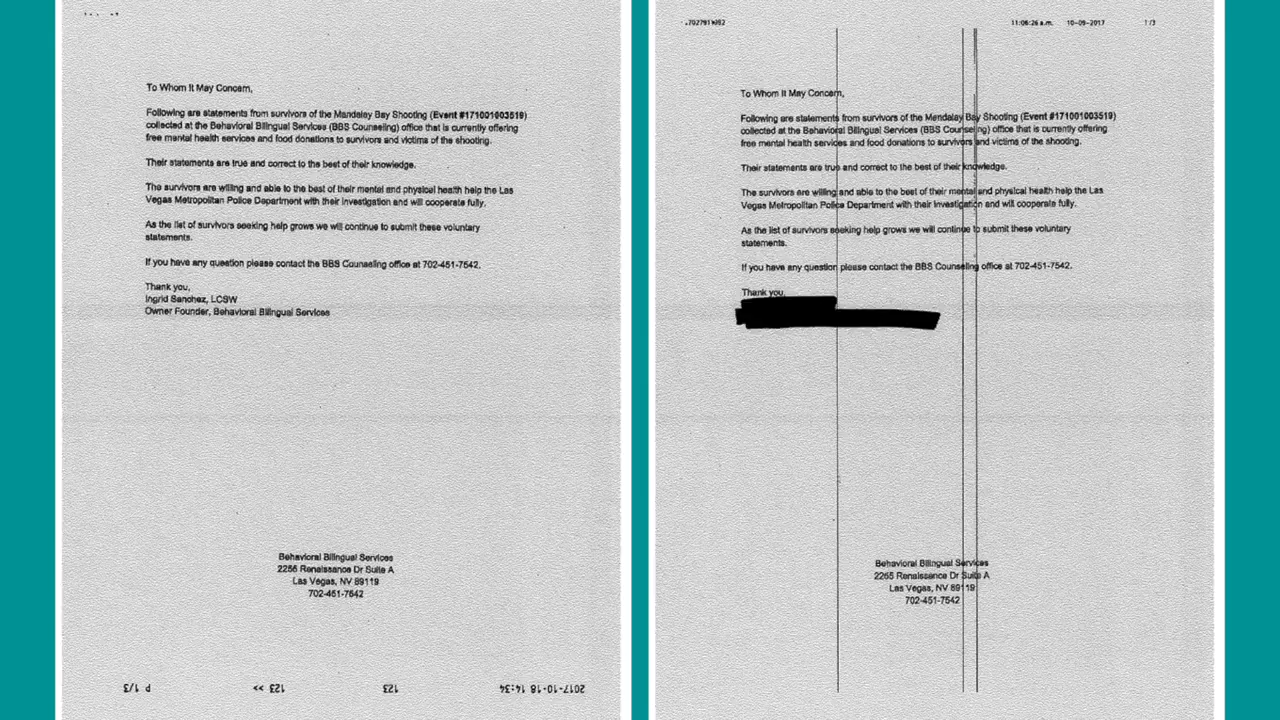 To Whom It May Concern,
Following are statements from survivors of the Mandalay Bay Shooting (Event #171001003519)
collected at the Behavioral Bilingual Services (BBS Counseling) office that is currently offering
free mental health services and food donations to survivors and victims of the shooting.
Their statements are true and correct to the best of their knowledge.
The survivors are willing and able to the best of their mental and physical health help the Las
Vegas Metropolitan Police Department with their investigation and will cooperate fully.
As the list of survivors seeking help grows we will continue to submit these voluntary
statements.
If you have any question please contact the BBS Counseling office at 702-451-7542.
Thank you,
Ingrid Sanchez, LCSW
Owner Founder, Behavioral Bilingual Services
Behavioral Bilingual Services
Renaissance Dr Suite A
Las Vegas, NV 89119
702-451-7542
2017-10-18 14:34 123 123 >> P 1/3
11:06:26 a.m. 10-09-2017 1/3
To Whom It May Concern,
Following are statements from survivors of the Mandalay Bay Shooting (Event #171001003519)
collected at the Behavioral Bilingual Services (BBS Counseling) office that is currently offering
free mental health services and food donations to survivors and victims of the shooting.
Their statements are true and correct to the best of their knowledge.
The survivors are willing and able to the best of their mental and physical health help the Las
Vegas Metropolitan Police Department with their investigation and will cooperate fully.
As the list of survivors seeking help grows we will continue to submit these voluntary
statements.
If you have any question please contact the BBS Counseling office at 702-451-7542.
Thank you,
Behavioral Bilingual Services
Renaissance Dr Suite A
Las Vegas, NV 89119
702-451-7542